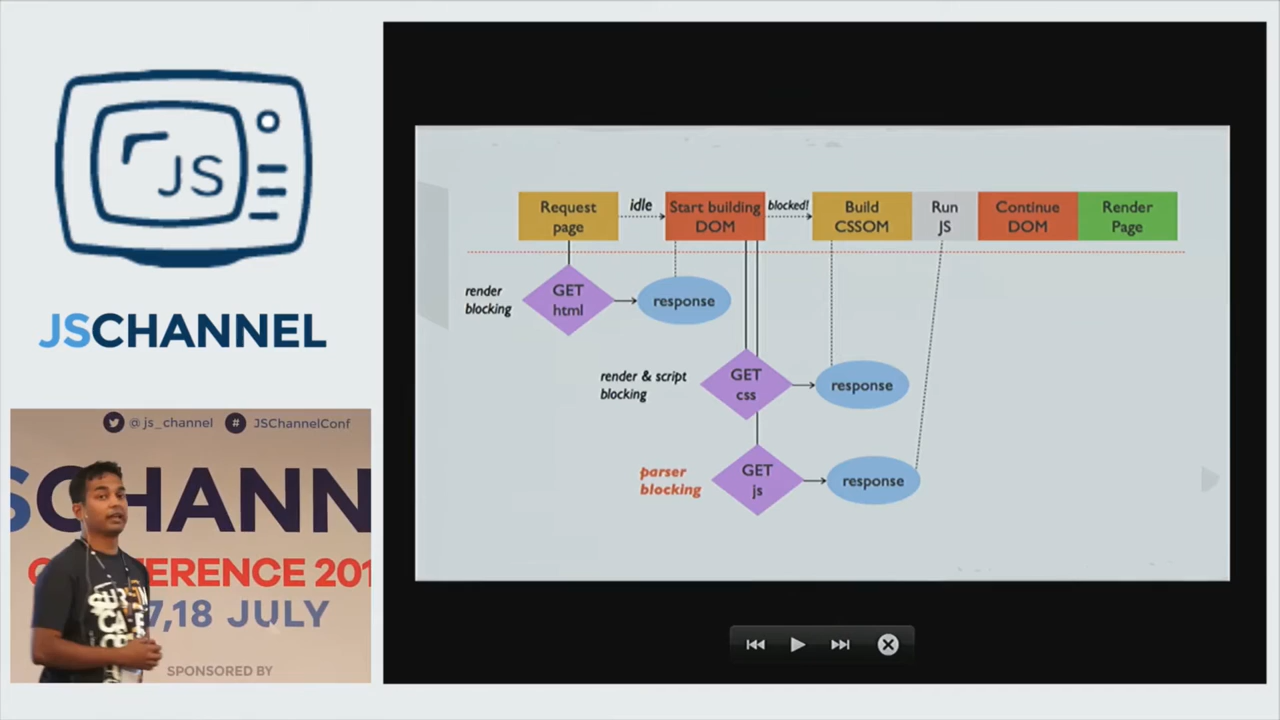 JS
JSCHANNEL
@js_channel # JSChannelConf
SCHANN
CONFERENCE 201
7,18 JULY
SPONSORED BY
Request
page
idle
Start building
DOM
blocked!
Build
CSSOM
Run
JS
Continue
DOM
Render
Page
render
blocking
GET
html
response
render & script
blocking
GET
css
response
parser
blocking
GET
js
response